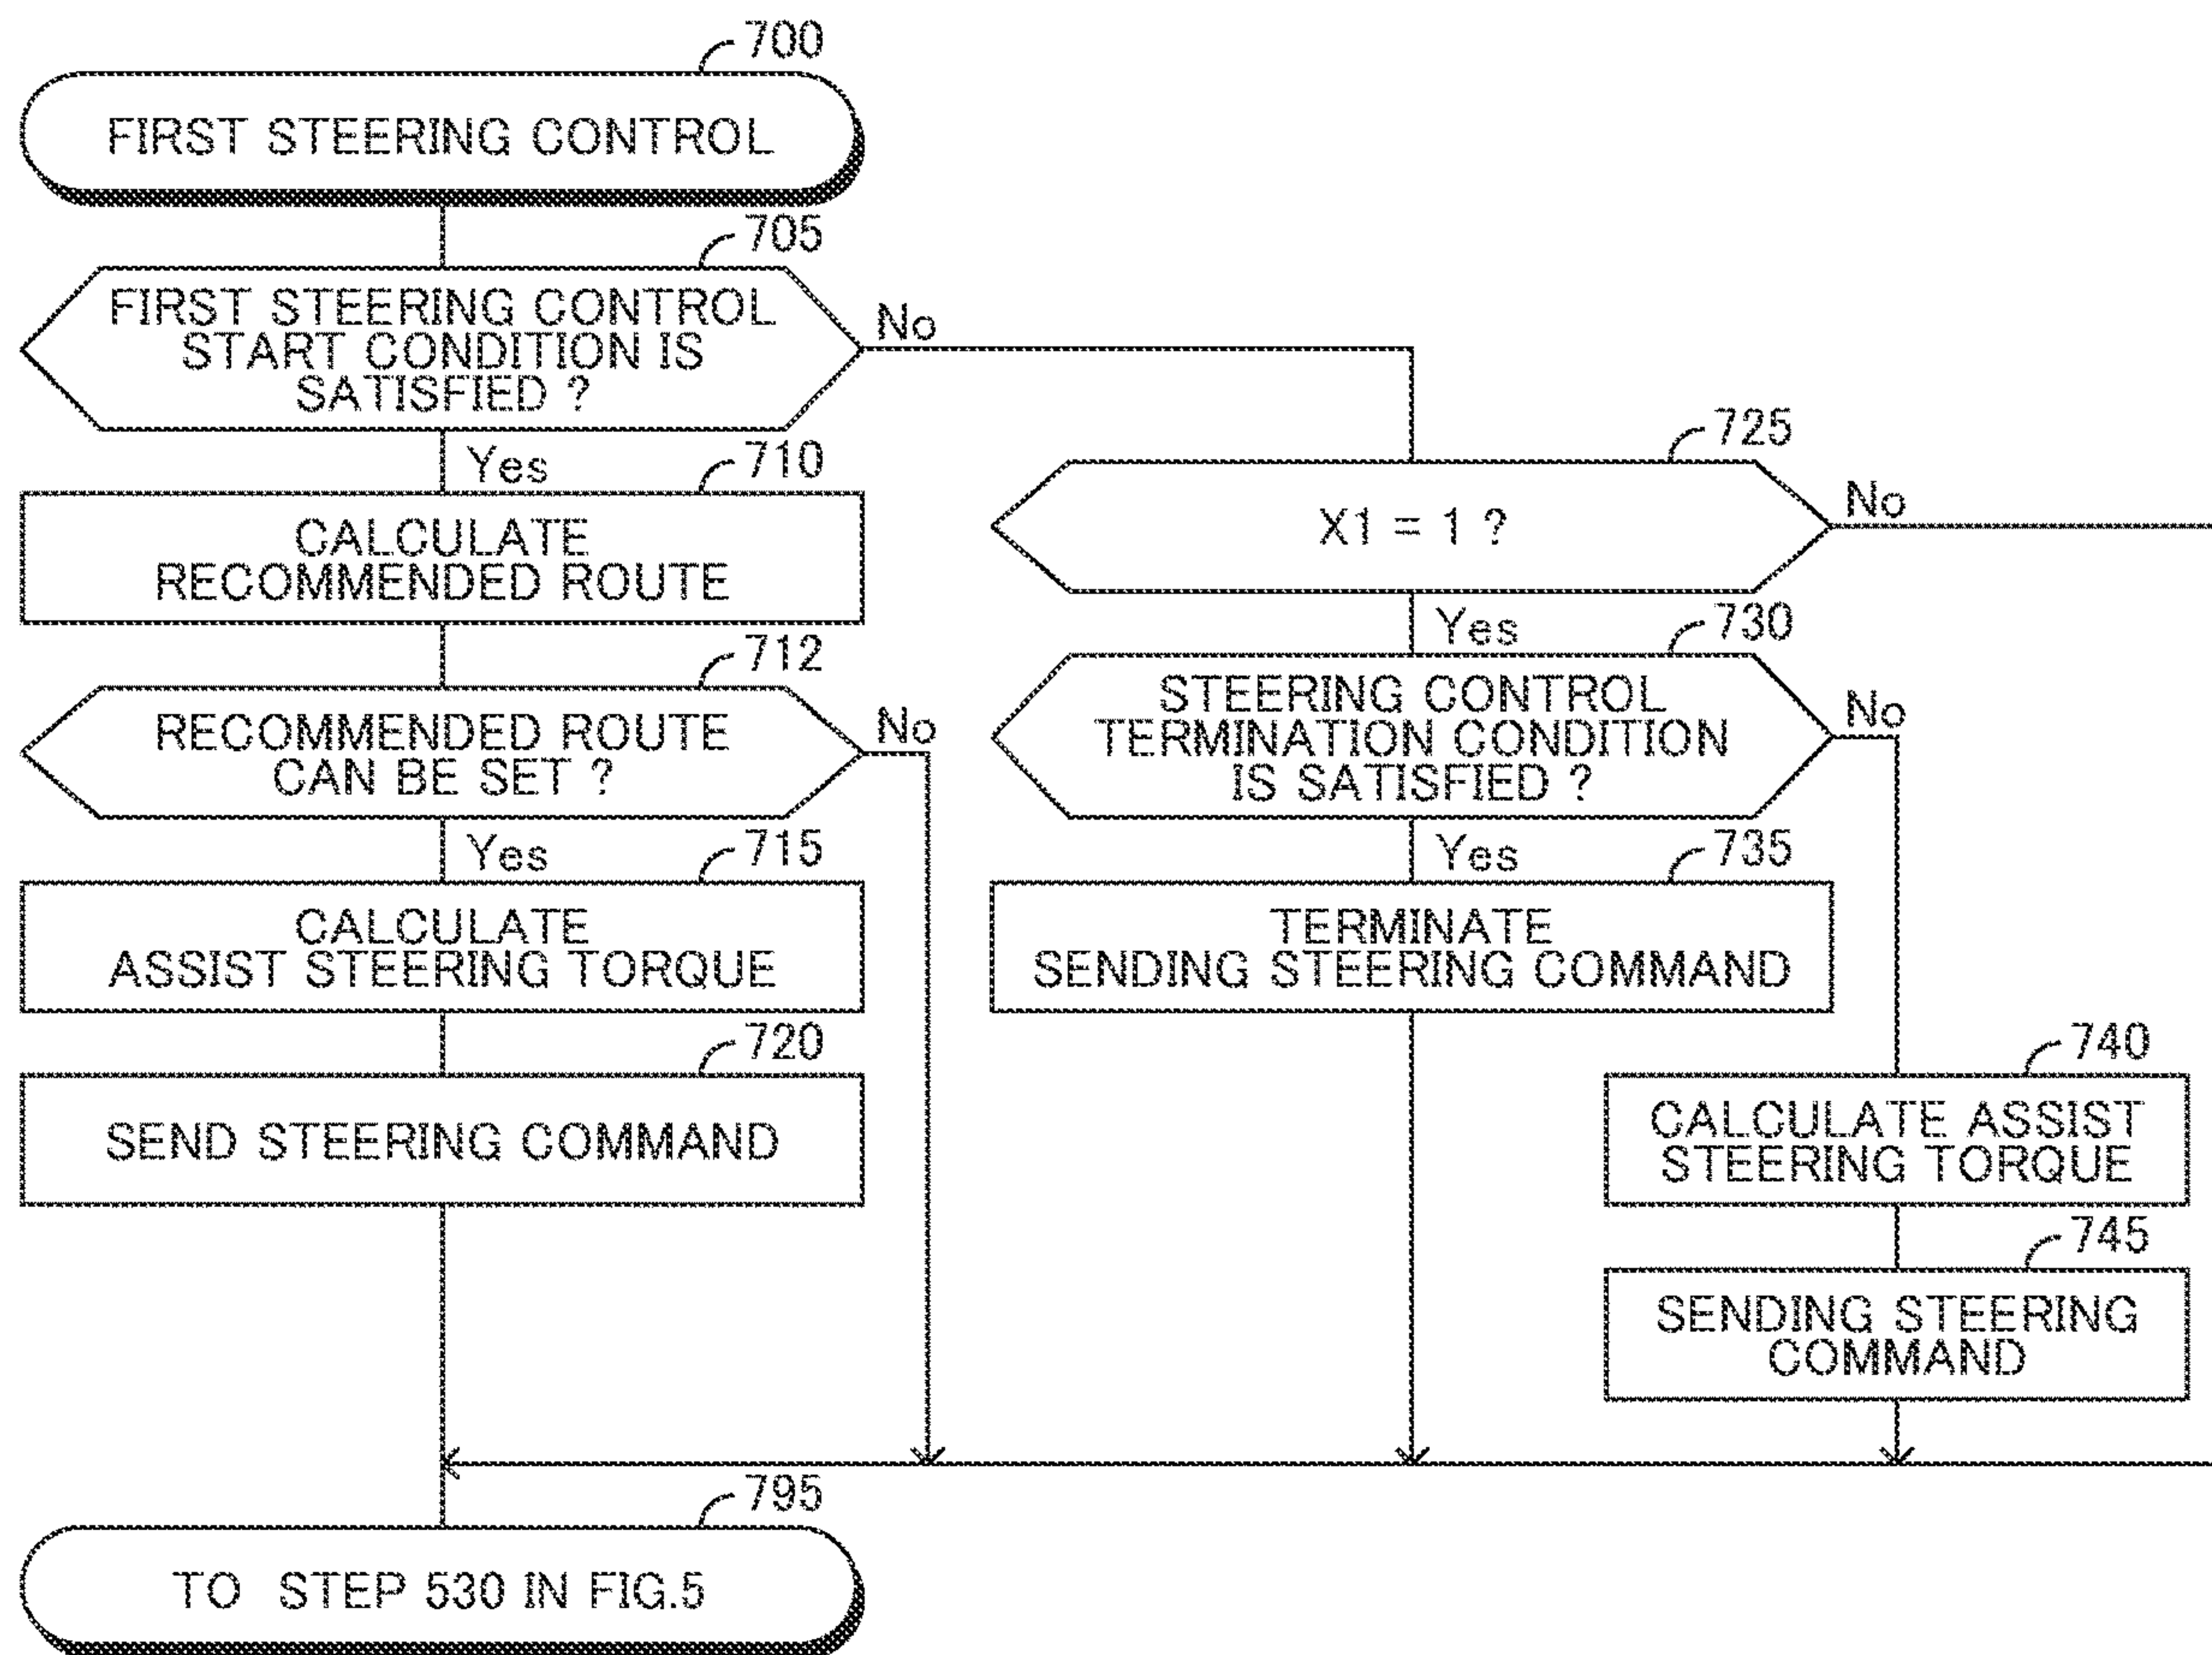 700
FIRST STEERING CONTROL
705
FIRST STEERING CONTROL
START CONDITION IS
SATISFIED ?
No
Yes
710
CALCULATE
RECOMMENDED ROUTE
712
RECOMMENDED ROUTE
CAN BE SET ?
No
Yes
715
CALCULATE
ASSIST STEERING TORQUE
720
SEND STEERING COMMAND
725
X1 = 1 ?
No
Yes
730
STEERING CONTROL
TERMINATION CONDITION
IS SATISFIED ?
No
Yes
735
TERMINATE
SENDING STEERING COMMAND
740
CALCULATE ASSIST
STEERING TORQUE
745
SENDING STEERING
COMMAND
795
TO STEP 530 IN FIG.5